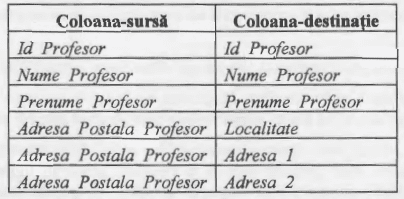 Coloana-sursă Coloana-destinație
Id Profesor Id Profesor
Nume Profesor Nume Profesor
Prenume Profesor Prenume Profesor
Adresa Postala Profesor Localitate
Adresa Postala Profesor Adresa 1
Adresa Postala Profesor Adresa 2